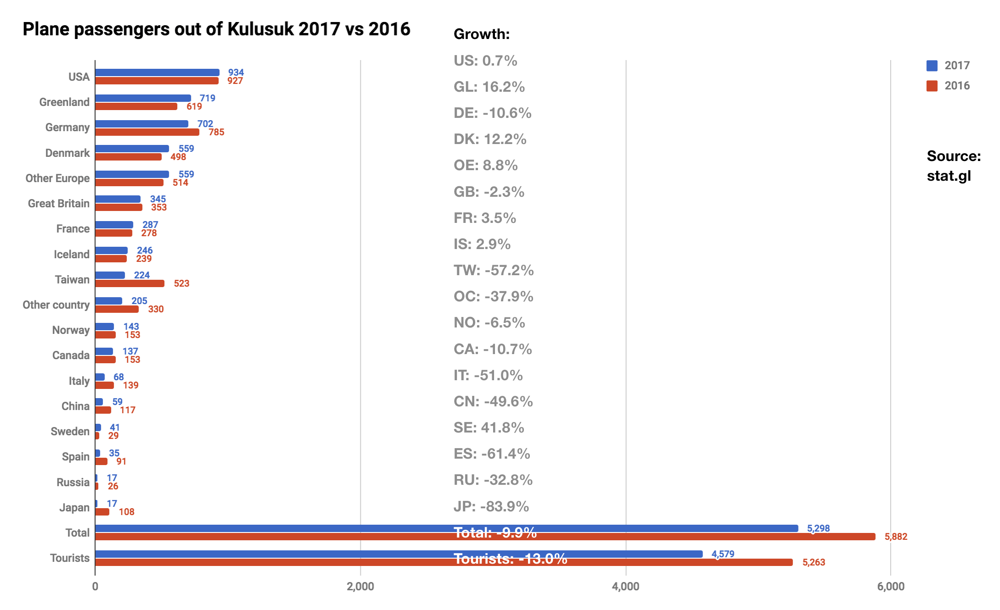 Plane passengers out of Kulusuk 2017 vs 2016
Growth:
2017
2016
Source:
stat.gl
USA 934
927
Greenland 719
619
Germany 702
785
Denmark 559
498
Other Europe 559
514
Great Britain 345
353
France 287
278
Iceland 246
239
Taiwan 224
523
Other country 205
330
Norway 143
153
Canada 137
153
Italy 68
139
China 59
117
Sweden 41
29
Spain 35
91
Russia 17
26
Japan 17
108
Total 5,298
5,882
Tourists 4,579
5,263
US: 0.7%
GL: 16.2%
DE: -10.6%
DK: 12.2%
OE: 8.8%
GB: -2.3%
FR: 3.5%
IS: 2.9%
TW: -57.2%
OC: -37.9%
NO: -6.5%
CA: -10.7%
IT: -51.0%
CN: -49.6%
SE: 41.8%
ES: -61.4%
RU: -32.8%
JP: -83.9%
Total: -9.9%
Tourists: -13.0%
0 2,000 4,000 6,000